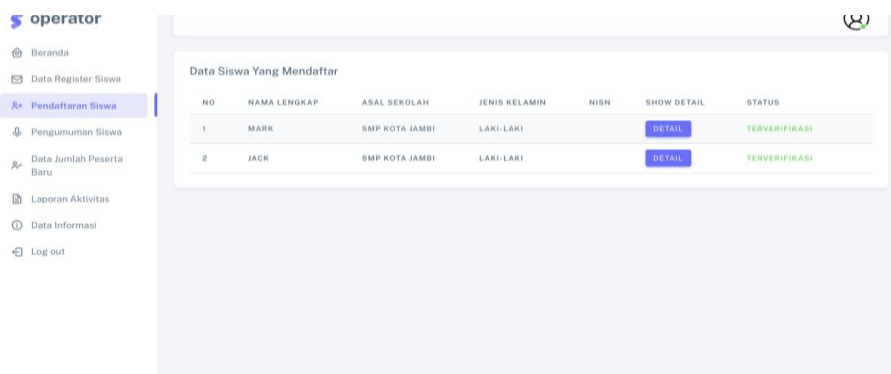 operator
Beranda
Data Register Siswa
Pendaftaran Siswa
Pengumuman Siswa
Data Jumlah Peserta
Baru
Laporan Aktivitas
Data Informasi
Log out
Data Siswa Yang Mendaftar
NO NAMA LENGKAP ASAL SEKOLAH JENIS KELAMIN NISN SHOW DETAIL STATUS
1 MARK SMP KOTA JAMBI LAKI-LAKI DETAIL TERVERIFIKASI
2 JACK SMP KOTA JAMBI LAKI-LAKI DETAIL TERVERIFIKASI